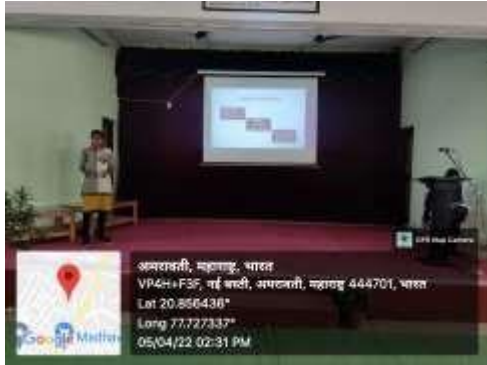 GPS Map Camera
अमरावती, महाराष्ट्र, भारत
VP4H+F3F, नई बस्ती, अमरावती, महाराष्ट्र 444701, भारत
Lat 20.856436°
Long 77.727337°
05/04/22 02:31 PM
Google